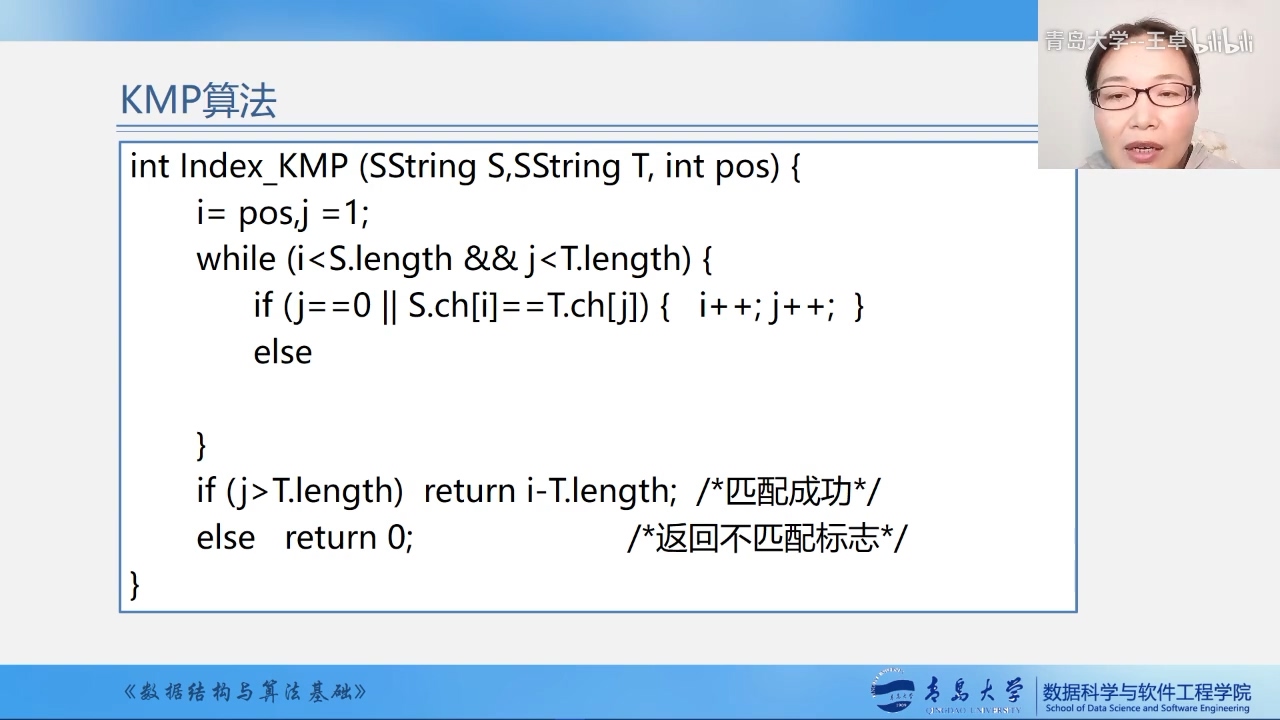 青岛大学--王卓 bilibili
KMP算法
int Index_KMP (SString S,SString T, int pos) {
i= pos,j =1;
while (i<S.length && j<T.length) {
if (j==0 || S.ch[i]==T.ch[j]) { i++; j++; }
else
}
if (j>T.length) return i-T.length; /*匹配成功*/
else return 0; /*返回不匹配标志*/
}
《数据结构与算法基础》
青岛大学
QINGDAO UNIVERSITY
数据科学与软件工程学院
School of Data Science and Software Engineering